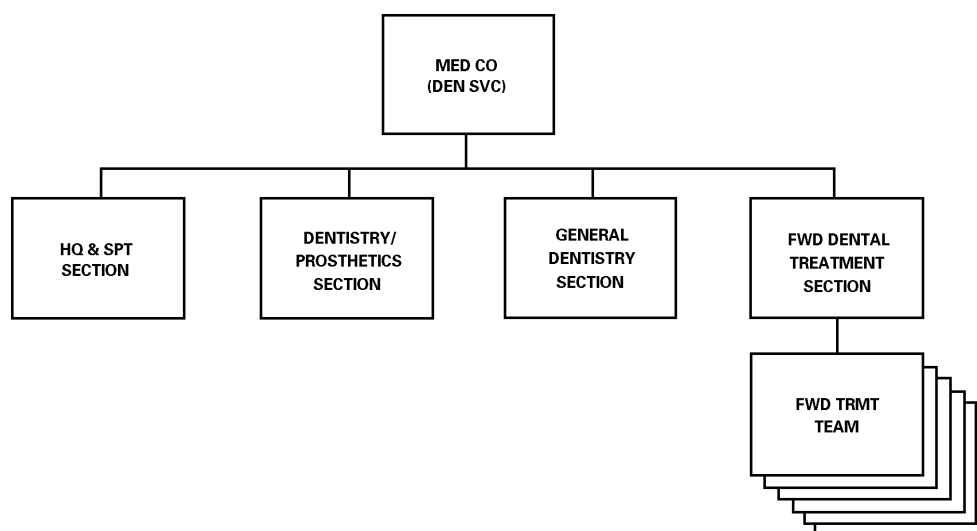 MED CO
(DEN SVC)
HQ & SPT
SECTION
DENTISTRY/
PROSTHETICS
SECTION
GENERAL
DENTISTRY
SECTION
FWD DENTAL
TREATMENT
SECTION
FWD TRMT
TEAM